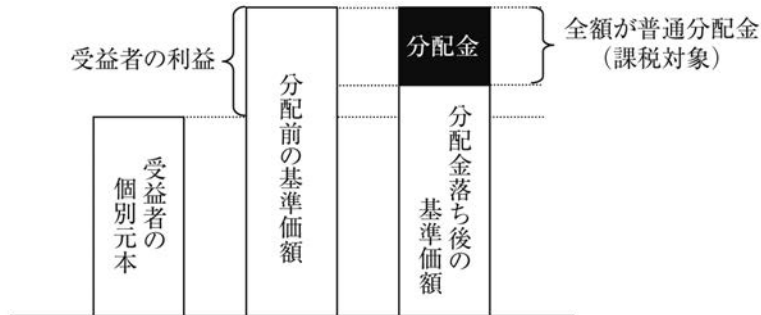 受益者の利益
分配金
全額が普通分配金
（課税対象）
受益者の
個別元本
分配前の基準価額
分配金落ち後の
基準価額